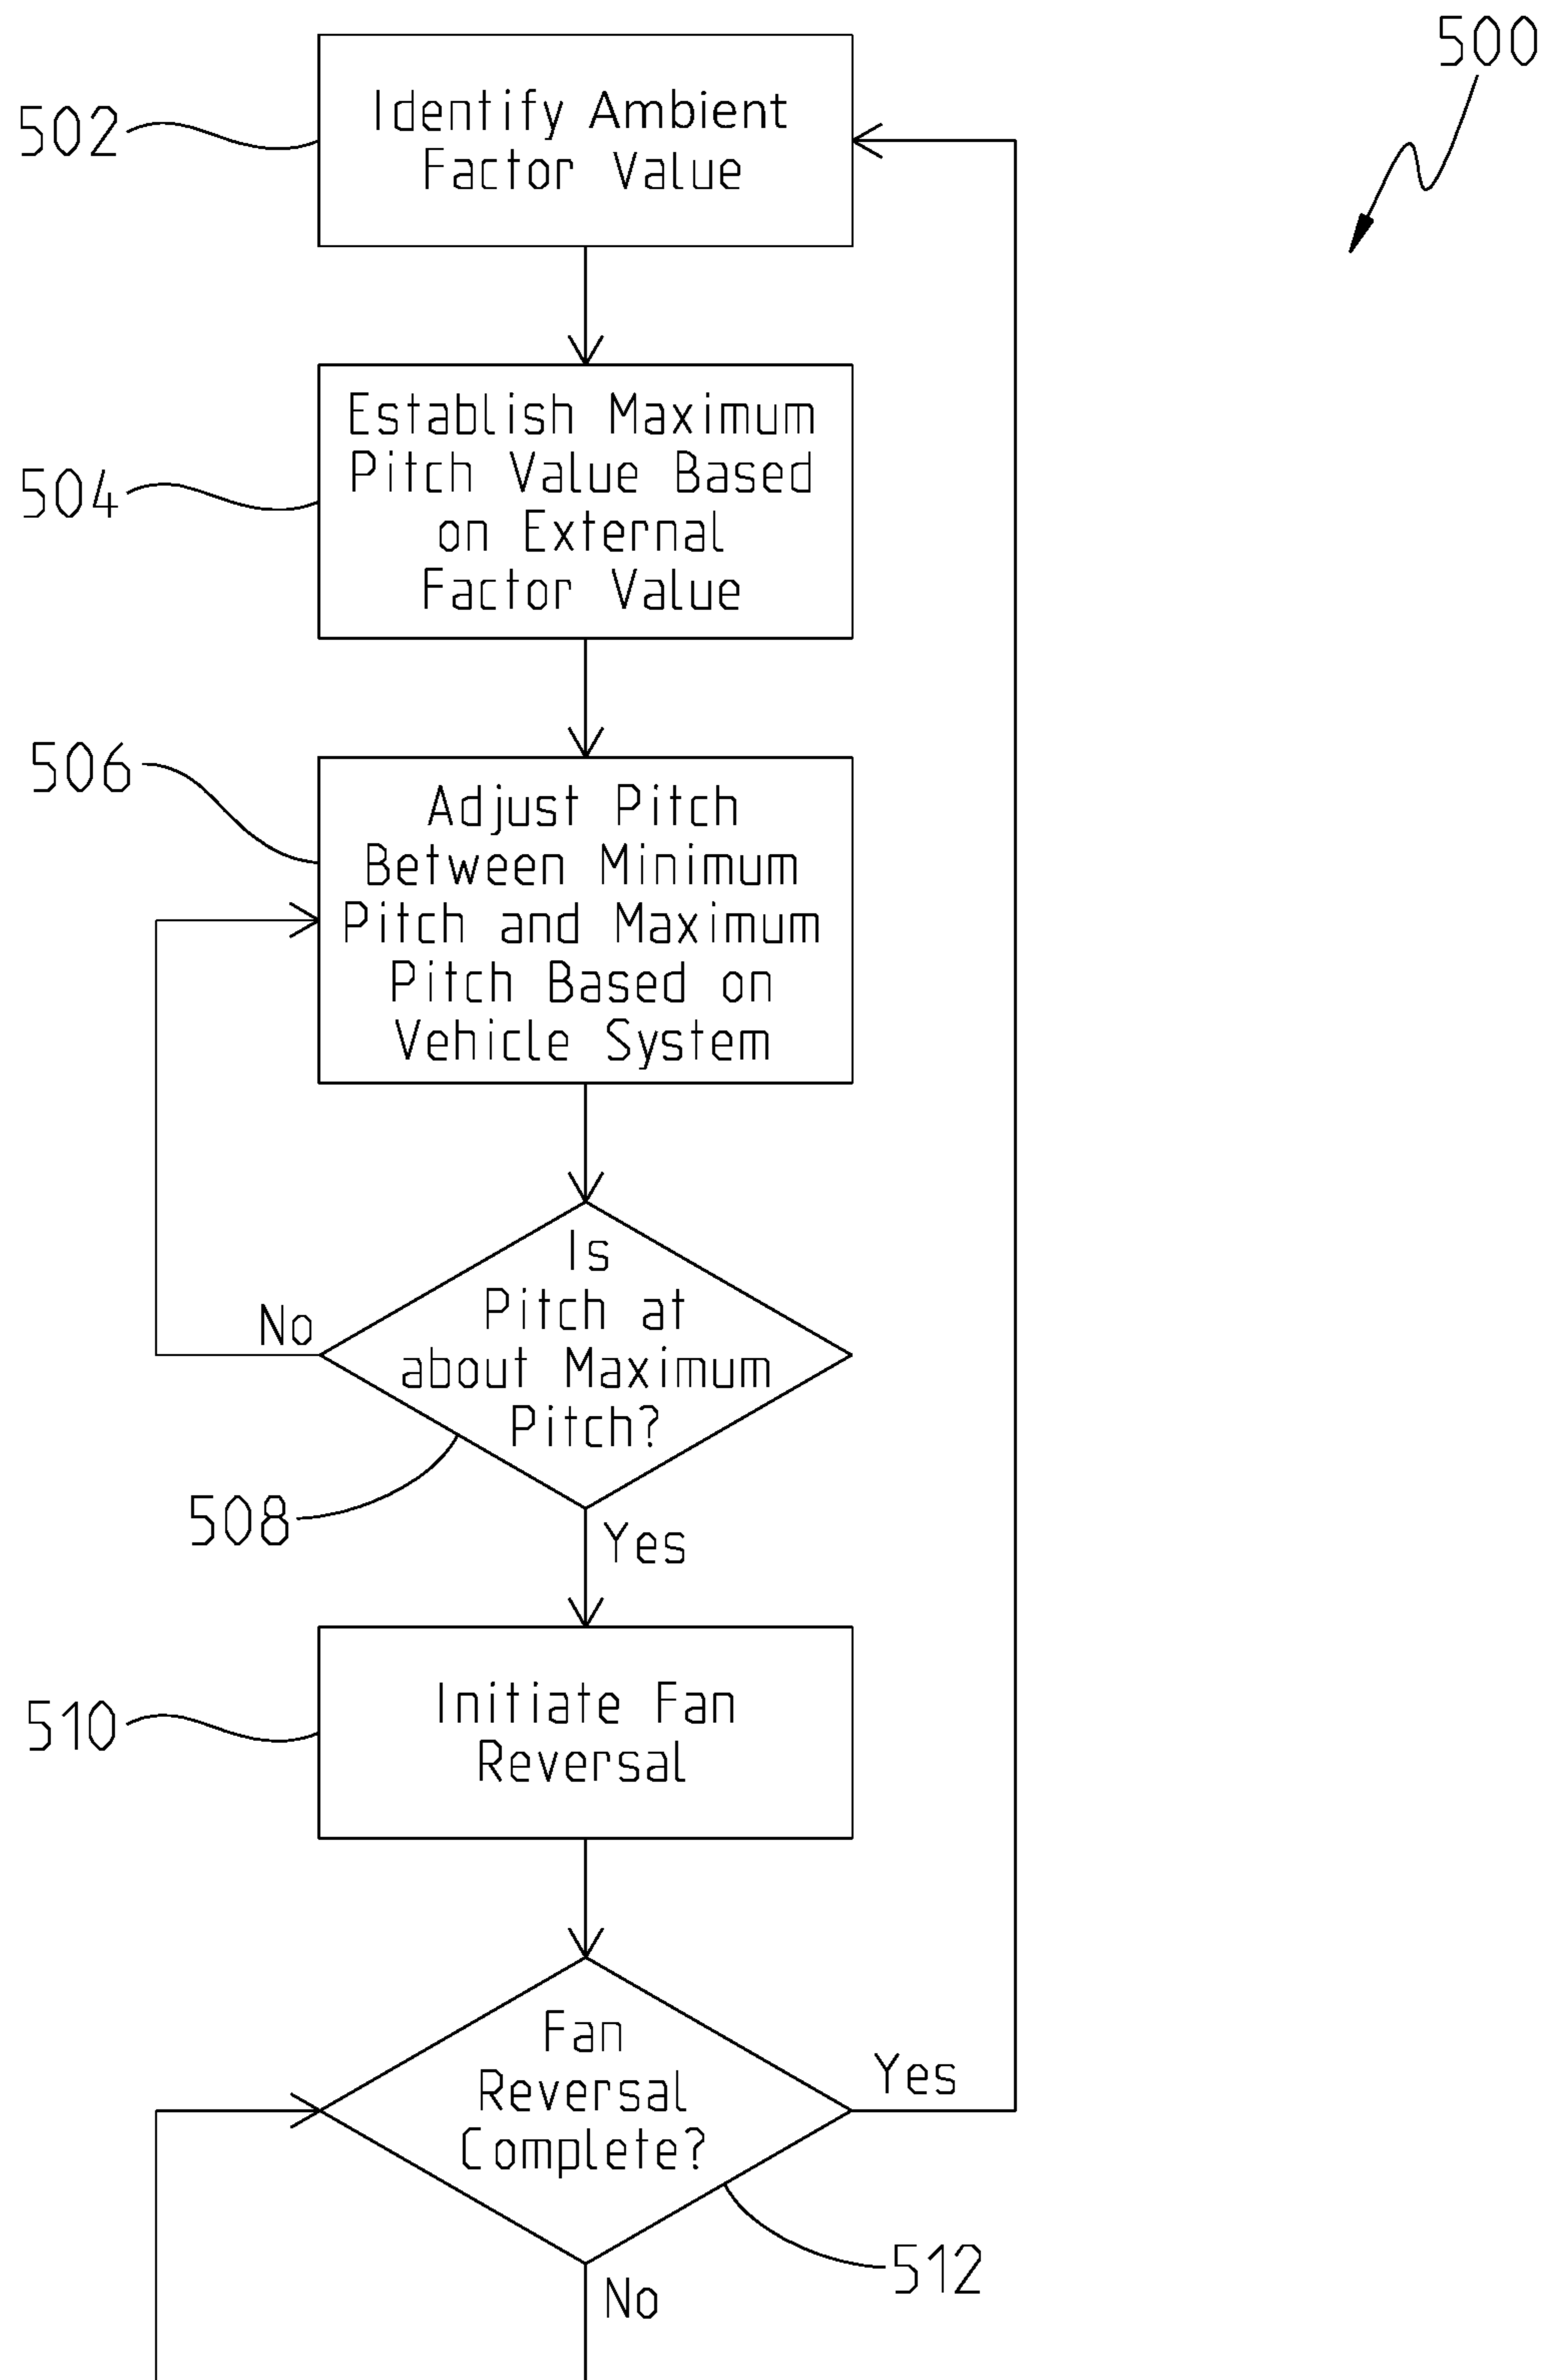 500
502
Identify Ambient
Factor Value
504
Establish Maximum
Pitch Value Based
on External
Factor Value
506
Adjust Pitch
Between Minimum
Pitch and Maximum
Pitch Based on
Vehicle System
Is
Pitch at
about Maximum
Pitch?
No
508
Yes
510
Initiate Fan
Reversal
Fan
Reversal
Complete?
Yes
512
No